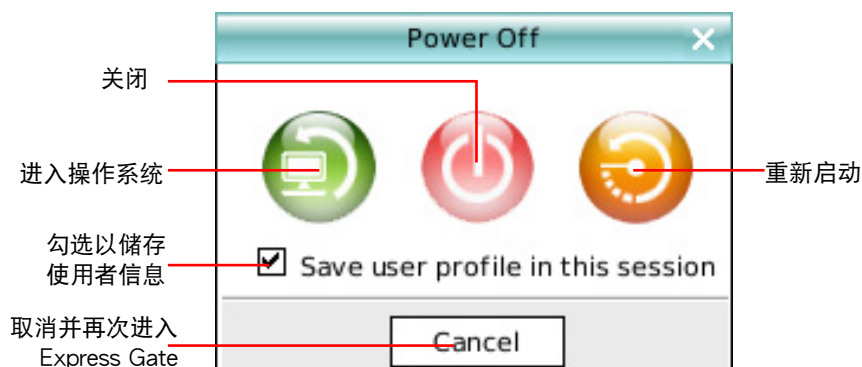 Power Off
关闭
进入操作系统
重新启动
勾选以储存
使用者信息
Save user profile in this session
取消并再次进入
Express Gate
Cancel